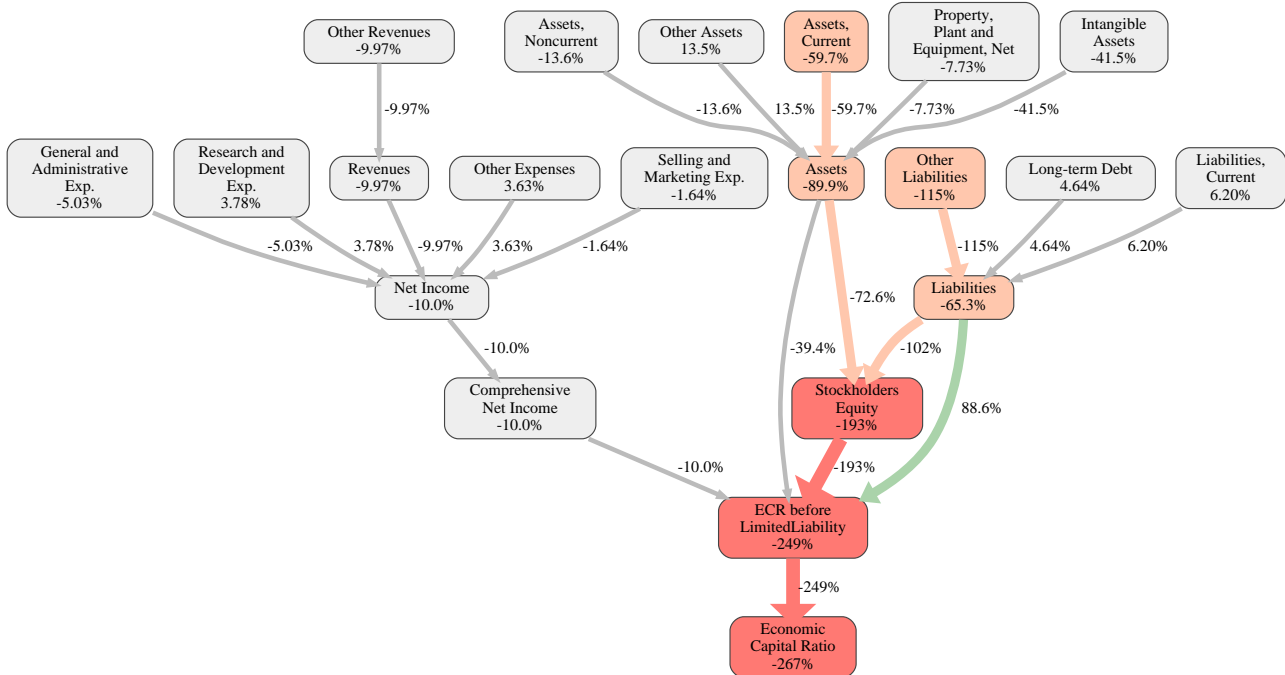 Other Revenues
-9.97%
Assets,
Noncurrent
-13.6%
Other Assets
13.5%
Assets,
Current
-59.7%
Property,
Plant and
Equipment, Net
-7.73%
Intangible
Assets
-41.5%
-9.97%
-13.6%
13.5%
-59.7%
-7.73%
-41.5%
General and
Administrative
Exp.
-5.03%
Research and
Development
Exp.
3.78%
Revenues
-9.97%
Other Expenses
3.63%
Selling and
Marketing Exp.
-1.64%
Assets
-89.9%
Other
Liabilities
-115%
Long-term Debt
4.64%
Liabilities,
Current
6.20%
-5.03%
3.78%
-9.97%
3.63%
-1.64%
-115%
4.64%
6.20%
Net Income
-10.0%
Liabilities
-65.3%
-72.6%
-10.0%
-39.4%
-102%
Comprehensive
Net Income
-10.0%
Stockholders
Equity
-193%
88.6%
-10.0%
-193%
ECR before
LimitedLiability
-249%
-249%
Economic
Capital Ratio
-267%